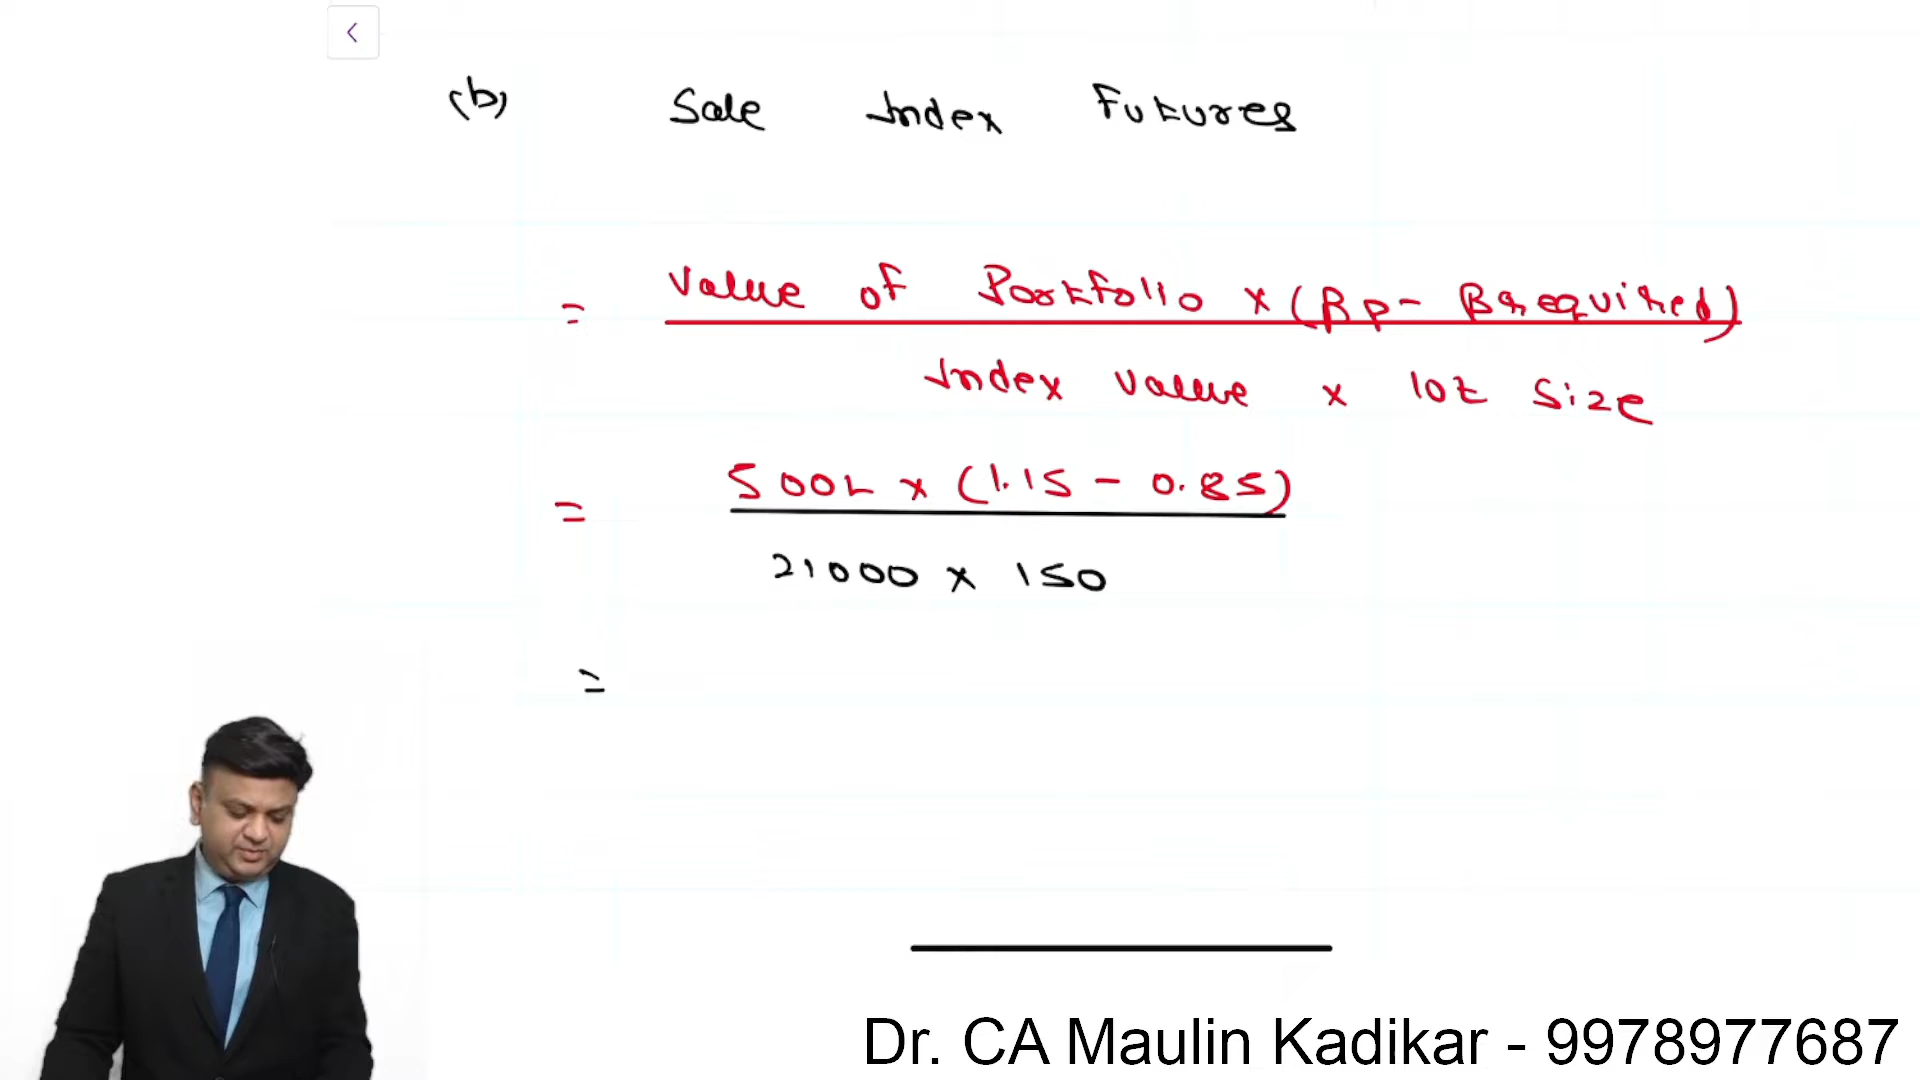 (b) Sale Index Futures
= Value of Portfolio × (βp - β required)
Index Value × lot Size
= 500L × (1.15 - 0.85)
21000 × 150
=
Dr. CA Maulin Kadikar - 9978977687